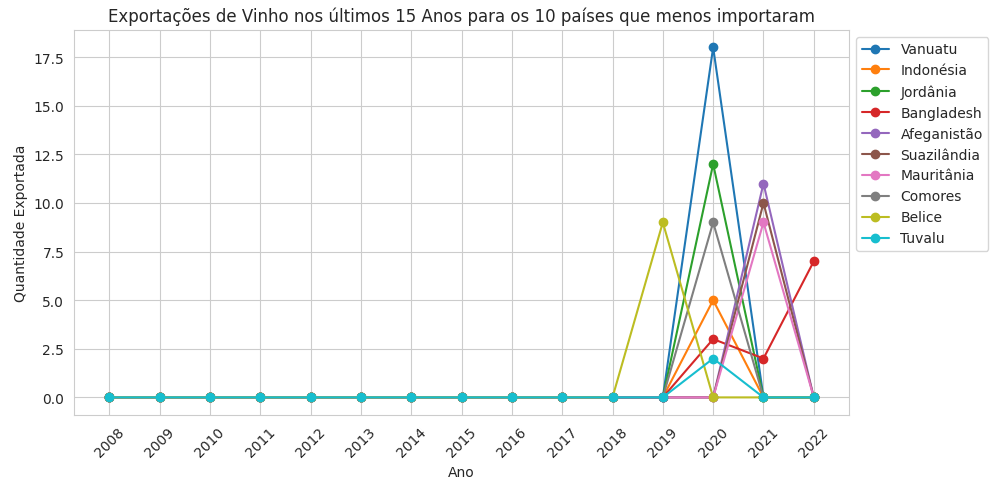 Exportações de Vinho nos últimos 15 Anos para os 10 países que menos importaram
Quantidade Exportada
17.5
15.0
12.5
10.0
7.5
5.0
2.5
0.0
2008
2009
2010
2011
2012
2013
2014
2015
2016
2017
2018
2019
2020
2021
2022
Ano
Vanuatu
Indonésia
Jordânia
Bangladesh
Afeganistão
Suazilândia
Mauritânia
Comores
Belice
Tuvalu